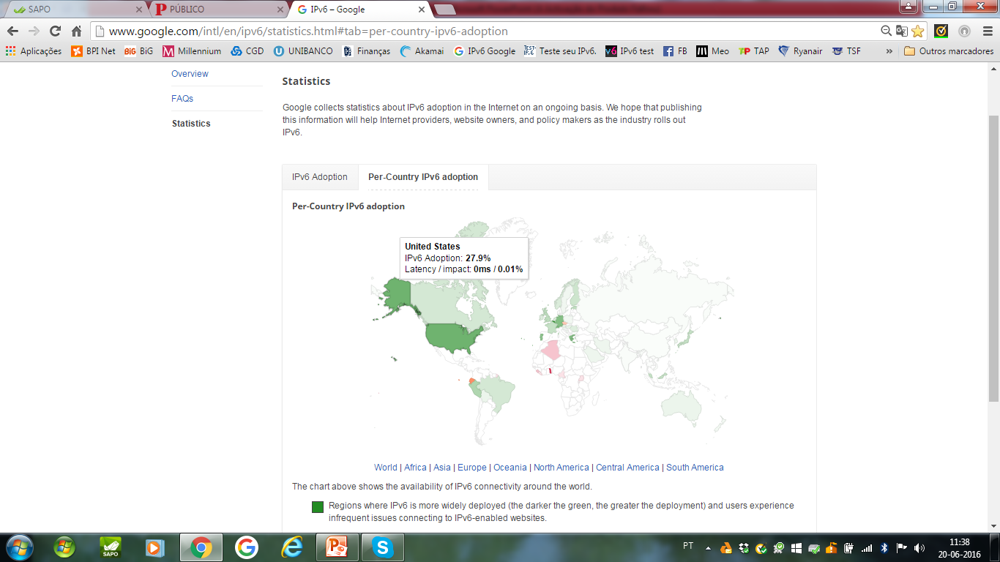 SAPO
PÚBLICO
IPv6 – Google
www.google.com/intl/en/ipv6/statistics.html#tab=per-country-ipv6-adoption
Aplicações BPI Net BiG BiG Millennium CGD UNIBANCO Finanças Akamai IPv6 Google TEST-IP.6 Teste seu IPv6. v6 IPv6 test FB Meo TAP Ryanair TSF » Outros marcadores
Overview
FAQs
Statistics
Statistics
Google collects statistics about IPv6 adoption in the Internet on an ongoing basis. We hope that publishing
this information will help Internet providers, website owners, and policy makers as the industry rolls out
IPv6.
IPv6 Adoption
Per-Country IPv6 adoption
Per-Country IPv6 adoption
United States
IPv6 Adoption: 27.9%
Latency / impact: 0ms / 0.01%
World | Africa | Asia | Europe | Oceania | North America | Central America | South America
The chart above shows the availability of IPv6 connectivity around the world.
Regions where IPv6 is more widely deployed (the darker the green, the greater the deployment) and users experience
infrequent issues connecting to IPv6-enabled websites.
SAPO
PT
11:38
20-06-2016